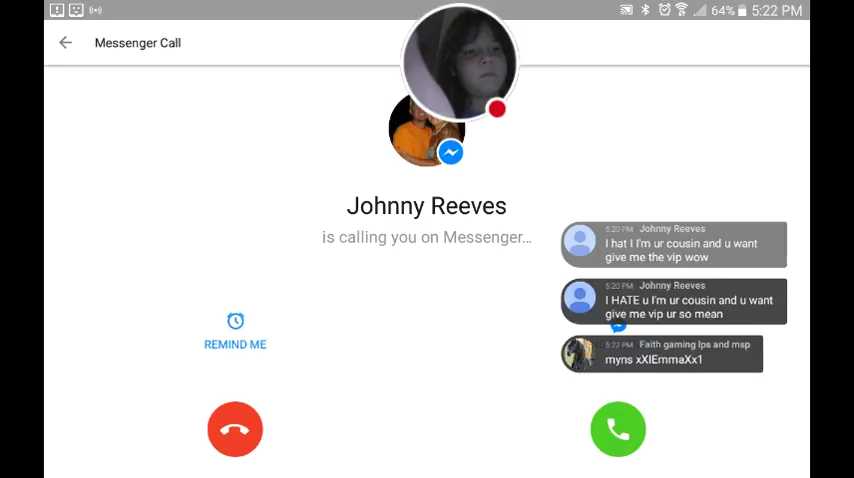 64% 5:22 PM
Messenger Call
Johnny Reeves
is calling you on Messenger...
5:20 PM Johnny Reeves
I hat I I'm ur cousin and u want
give me the vip wow
5:20 PM Johnny Reeves
I HATE u I'm ur cousin and u want
give me vip ur so mean
5:22 PM Faith gaming lps and msp
myns xXIEmmaXx1
REMIND ME